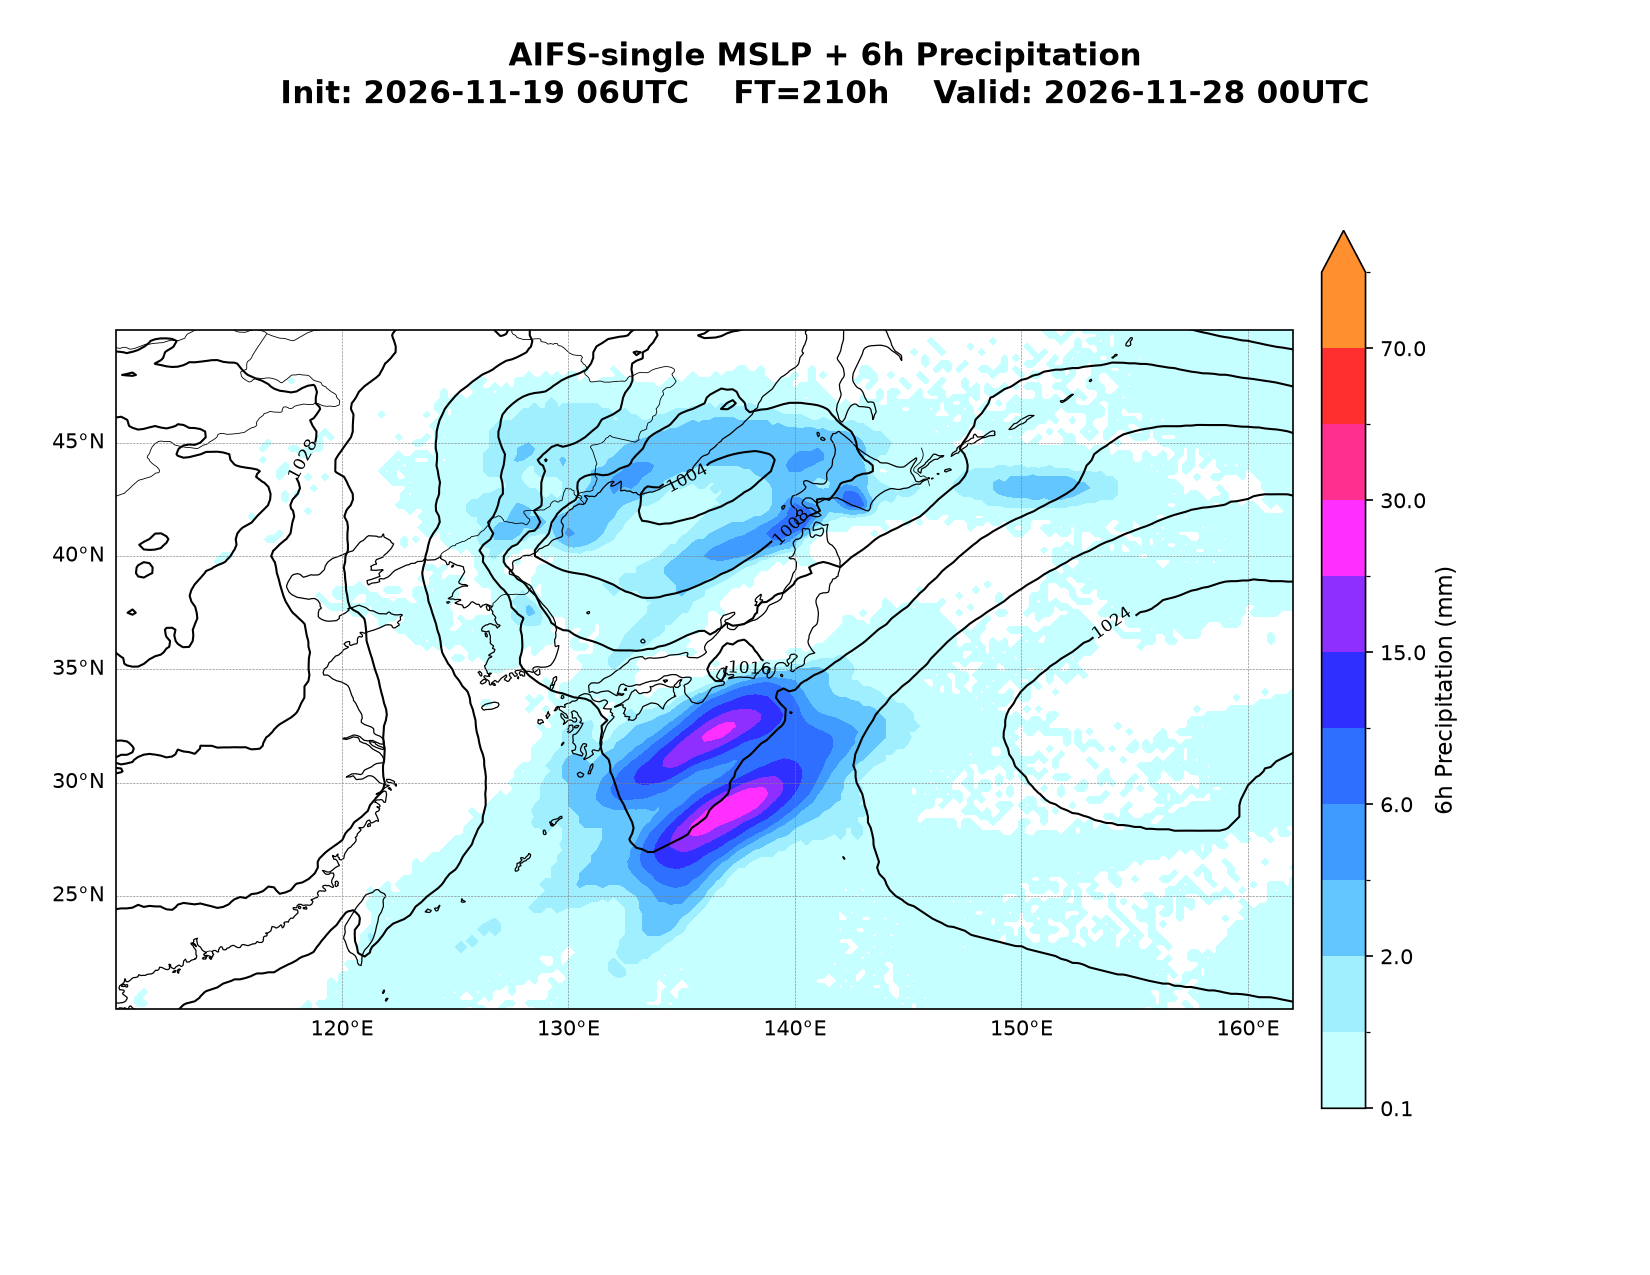 AIFS-single MSLP + 6h Precipitation
Init: 2026-11-19 06UTC    FT=210h    Valid: 2026-11-28 00UTC
70.0
30.0
15.0
6.0
2.0
0.1
6h Precipitation (mm)
45°N
40°N
35°N
30°N
25°N
1028
1004
1008
1016
1024
120°E
130°E
140°E
150°E
160°E